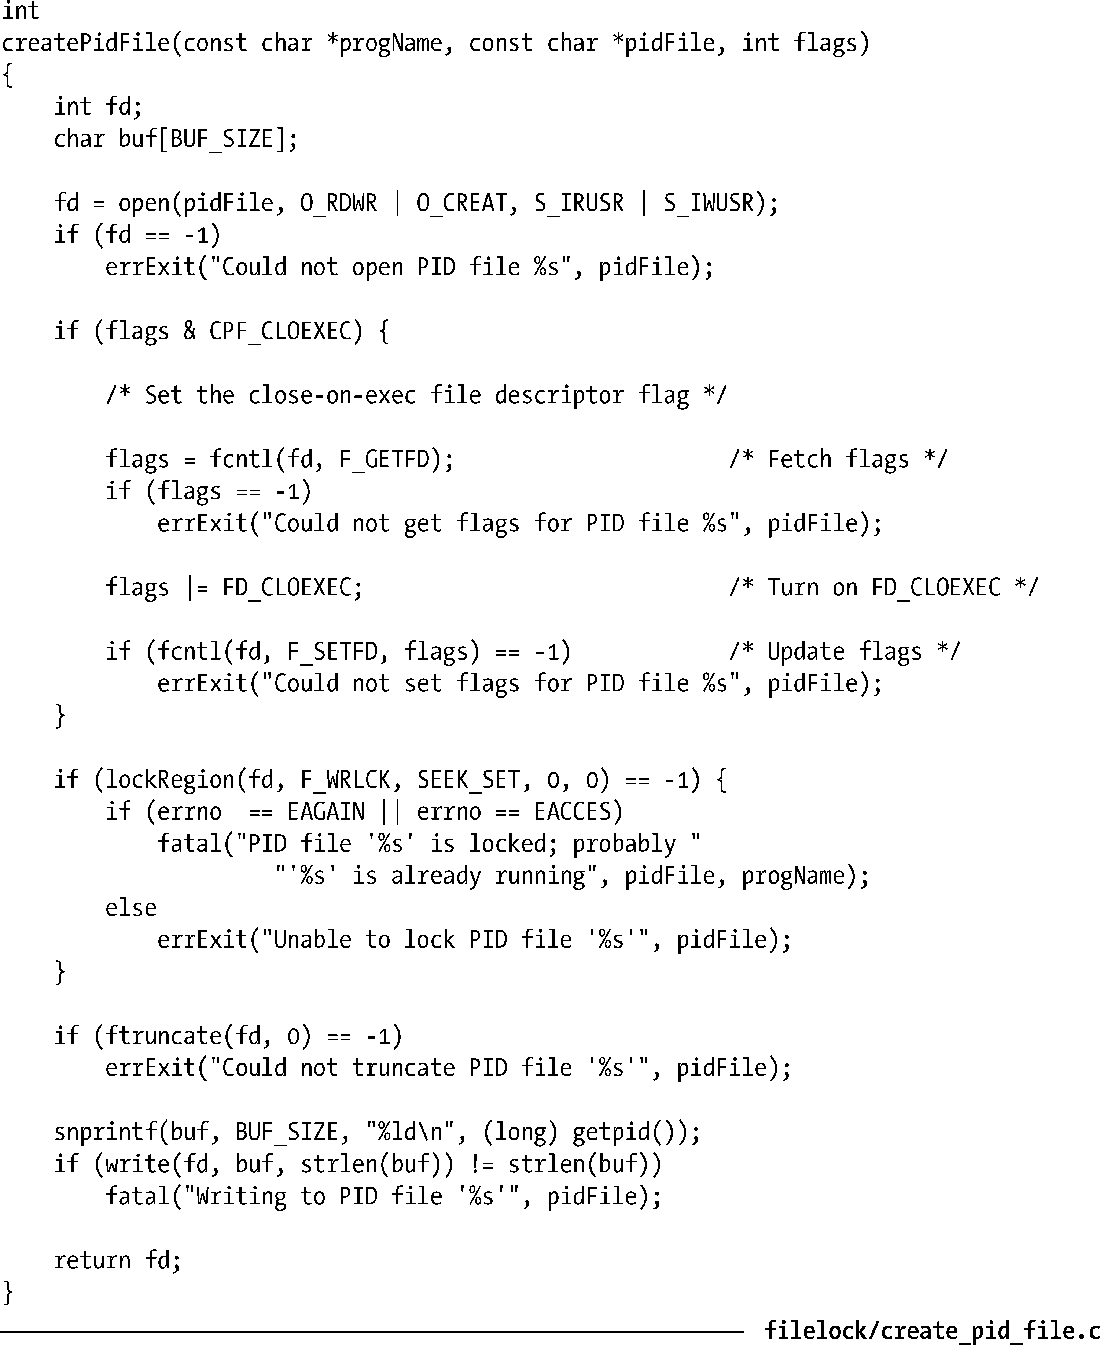 int
createPidFile(const char *progName, const char *pidFile, int flags)
{
    int fd;
    char buf[BUF_SIZE];

    fd = open(pidFile, O_RDWR | O_CREAT, S_IRUSR | S_IWUSR);
    if (fd == -1)
        errExit("Could not open PID file %s", pidFile);

    if (flags & CPF_CLOEXEC) {

        /* Set the close-on-exec file descriptor flag */

        flags = fcntl(fd, F_GETFD);                     /* Fetch flags */
        if (flags == -1)
            errExit("Could not get flags for PID file %s", pidFile);

        flags |= FD_CLOEXEC;                            /* Turn on FD_CLOEXEC */

        if (fcntl(fd, F_SETFD, flags) == -1)            /* Update flags */
            errExit("Could not set flags for PID file %s", pidFile);
    }

    if (lockRegion(fd, F_WRLCK, SEEK_SET, 0, 0) == -1) {
        if (errno  == EAGAIN || errno == EACCES)
            fatal("PID file '%s' is locked; probably "
                     "'%s' is already running", pidFile, progName);
        else
            errExit("Unable to lock PID file '%s'", pidFile);
    }

    if (ftruncate(fd, 0) == -1)
        errExit("Could not truncate PID file '%s'", pidFile);

    snprintf(buf, BUF_SIZE, "%ld\n", (long) getpid());
    if (write(fd, buf, strlen(buf)) != strlen(buf))
        fatal("Writing to PID file '%s'", pidFile);

    return fd;
}
filelock/create_pid_file.c